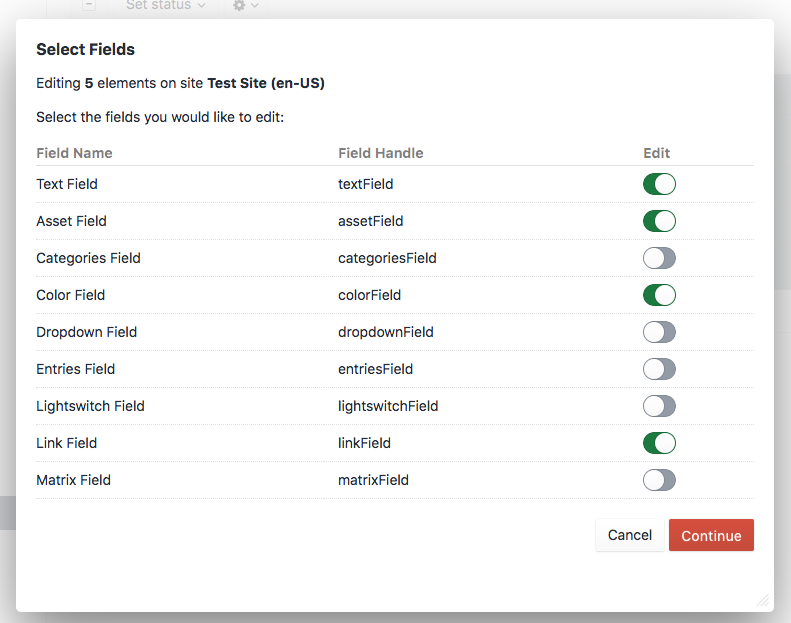 Set status
Select Fields
Editing 5 elements on site Test Site (en-US)
Select the fields you would like to edit:
Field Name Field Handle Edit
Text Field textField
Asset Field assetField
Categories Field categoriesField
Color Field colorField
Dropdown Field dropdownField
Entries Field entriesField
Lightswitch Field lightswitchField
Link Field linkField
Matrix Field matrixField
Cancel Continue